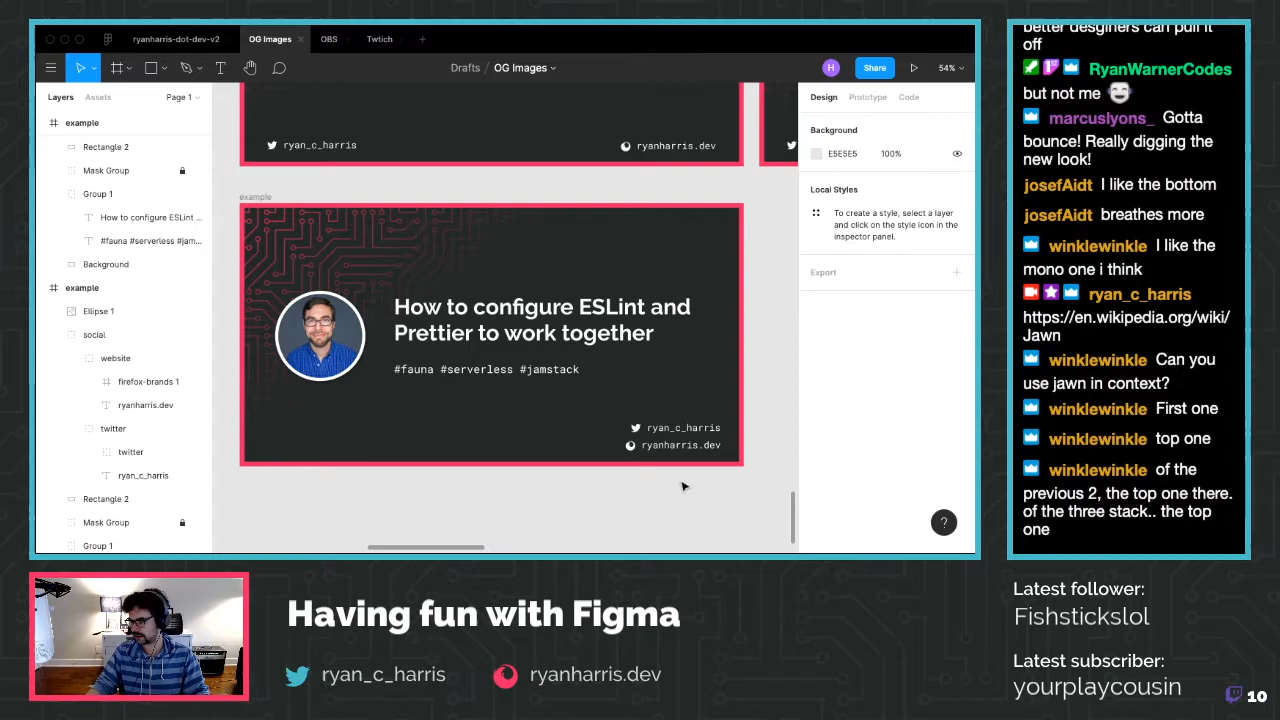 ryanharris-dot-dev-v2
OG Images
OBS
Twtich
Drafts / OG Images
H
Share
54%
Layers
Assets
Page 1
example
Rectangle 2
Mask Group
Group 1
How to configure ESLint ...
#fauna #serverless #jam...
Background
example
Ellipse 1
social
website
firefox-brands 1
ryanharris.dev
twitter
twitter
ryan_c_harris
Rectangle 2
Mask Group
Group 1
ryan_c_harris
ryanharris.dev
example
How to configure ESLint and
Prettier to work together
#fauna #serverless #jamstack
ryan_c_harris
ryanharris.dev
Design
Prototype
Code
Background
E5E5E5
100%
Local Styles
To create a style, select a layer
and click on the style icon in the
inspector panel.
Export
?
better desginers can pull it
off
RyanWarnerCodes
but not me
marcuslyons_ Gotta
bounce! Really digging the
new look!
josefAidt I like the bottom
josefAidt breathes more
winklewinkle I like the
mono one i think
ryan_c_harris
https://en.wikipedia.org/wiki/
Jawn
winklewinkle Can you
use jawn in context?
winklewinkle First one
winklewinkle top one
winklewinkle of the
previous 2, the top one there.
of the three stack.. the top
one
Having fun with Figma
ryan_c_harris
ryanharris.dev
Latest follower:
Fishstickslol
Latest subscriber:
yourplaycousin
10